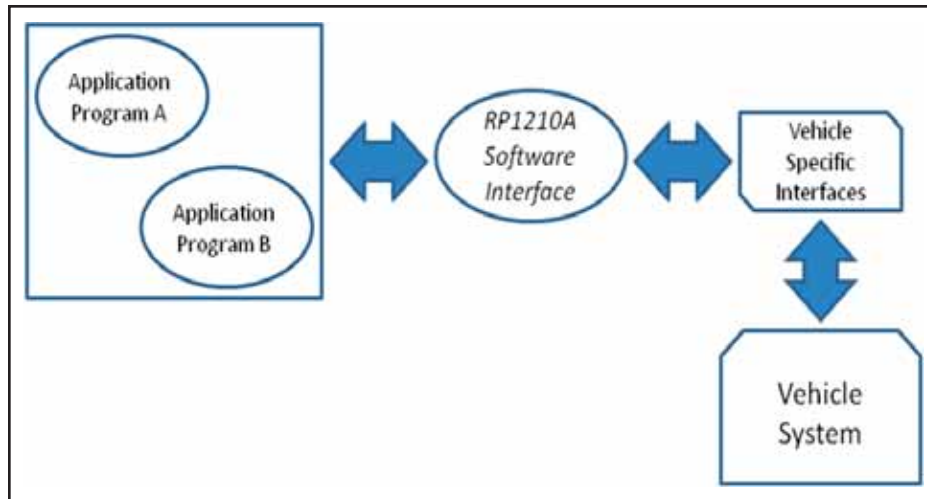 Application
Program A
Application
Program B
RP1210A
Software
Interface
Vehicle
Specific
Interfaces
Vehicle
System